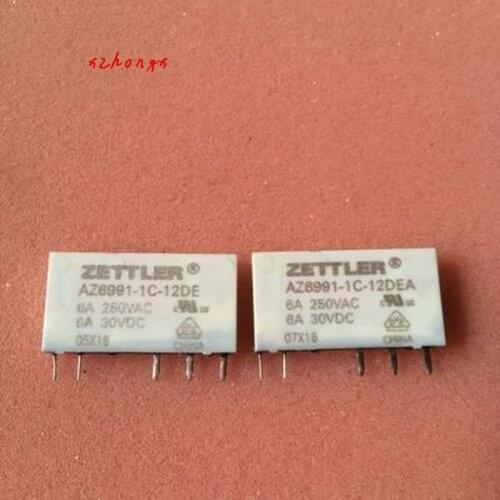 szhongs
ZETTLER®
AZ6991-1C-12DE
6A 250VAC
6A 30VDC
05X16
CHINA
ZETTLER®
AZ6991-1C-12DEA
6A 250VAC
6A 30VDC
07X16
CHINA